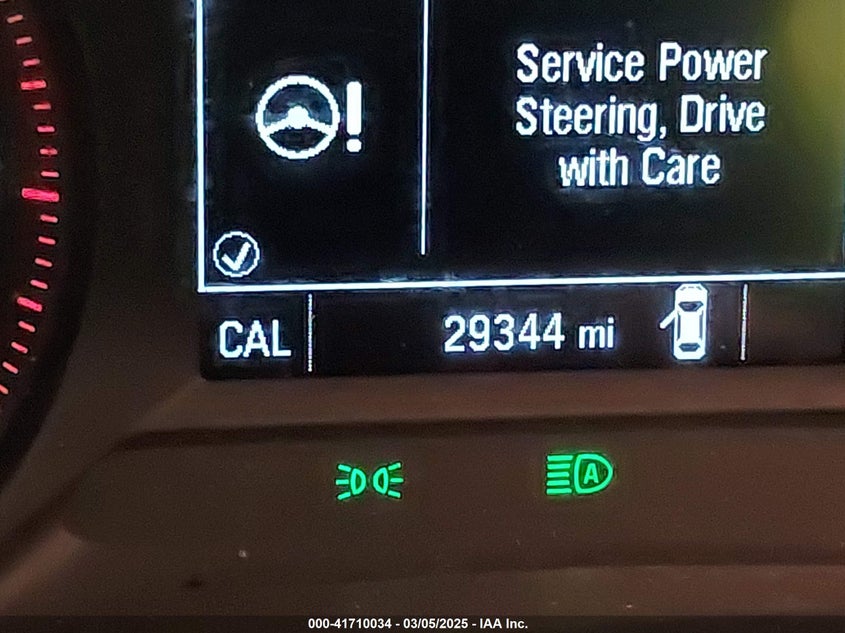 Service Power
Steering, Drive
with Care
CAL
29344 mi
A
000-41710034 - 03/05/2025 - IAA Inc.